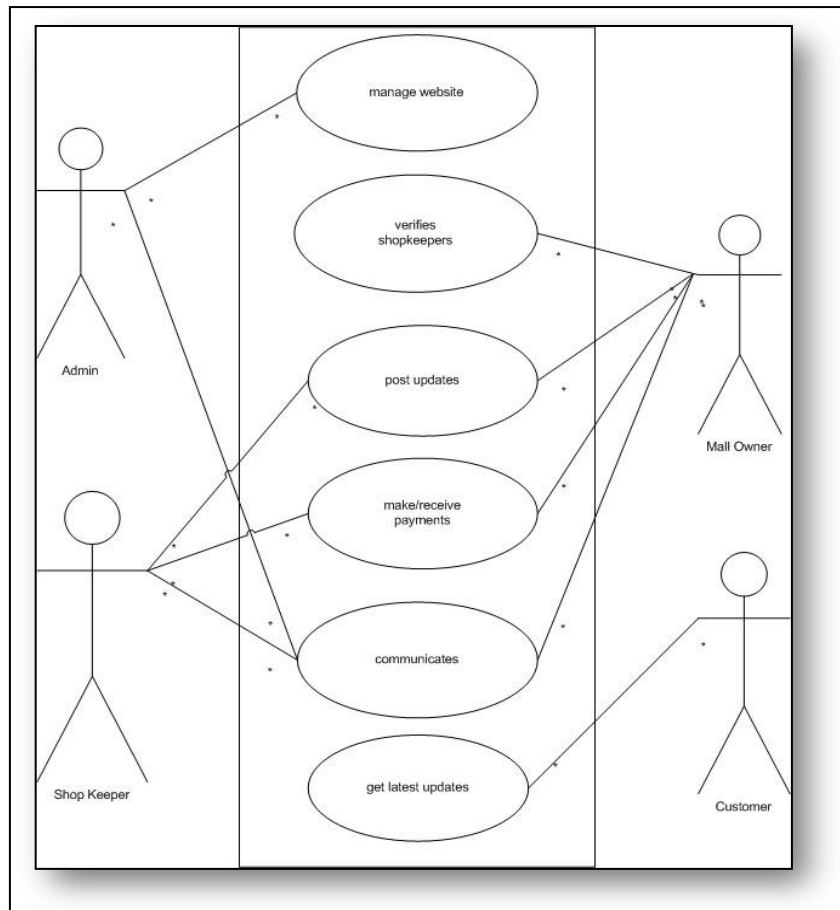 manage website
verifies
shopkeepers
Admin
post updates
Mall Owner
make/receive
payments
communicates
Shop Keeper
get latest updates
Customer